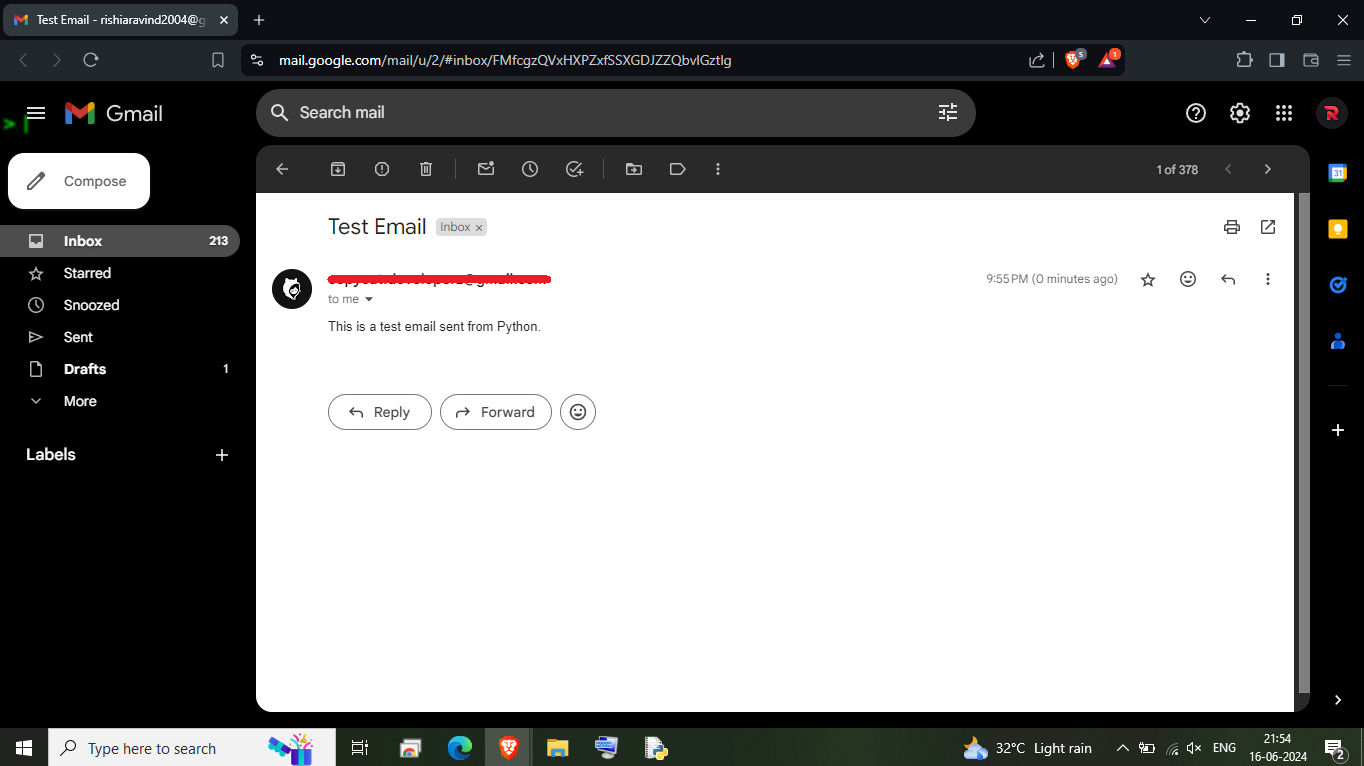 Test Email - rishiaravind2004@g
mail.google.com/mail/u/2/#inbox/FMfcgzQVxHXPZxfSSXGDJZZQbvlGztlg
5
1
Gmail
Search mail
Compose
1 of 378
31
Inbox 213
Starred
Snoozed
Sent
Drafts 1
More
Labels
Test Email
Inbox ×
9:55 PM (0 minutes ago)
to me
This is a test email sent from Python.
Reply
Forward
Type here to search
32°C Light rain
ENG
21:54
16-06-2024
2